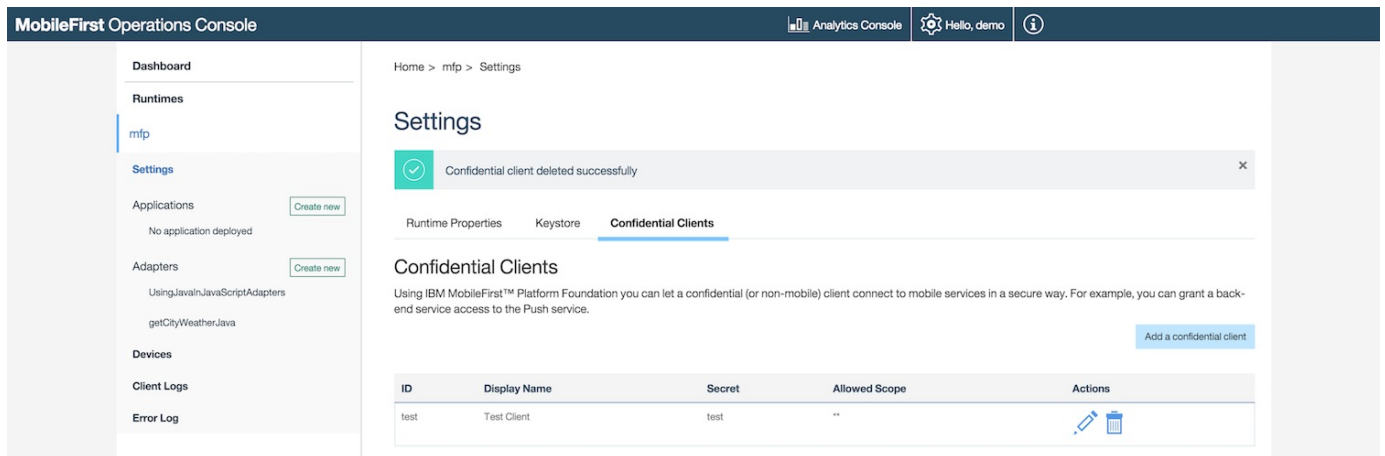 MobileFirst Operations Console
Analytics Console
Hello, demo
Dashboard
Runtimes
mfp
Settings
Applications
Create new
No application deployed
Adapters
Create new
UsingJavaInJavaScriptAdapters
getCityWeatherJava
Devices
Client Logs
Error Log
Home > mfp > Settings
Settings
Confidential client deleted successfully
×
Runtime Properties Keystore Confidential Clients
Confidential Clients
Using IBM MobileFirst™ Platform Foundation you can let a confidential (or non-mobile) client connect to mobile services in a secure way. For example, you can grant a back-
end service access to the Push service.
Add a confidential client
ID Display Name Secret Allowed Scope Actions
test Test Client test **